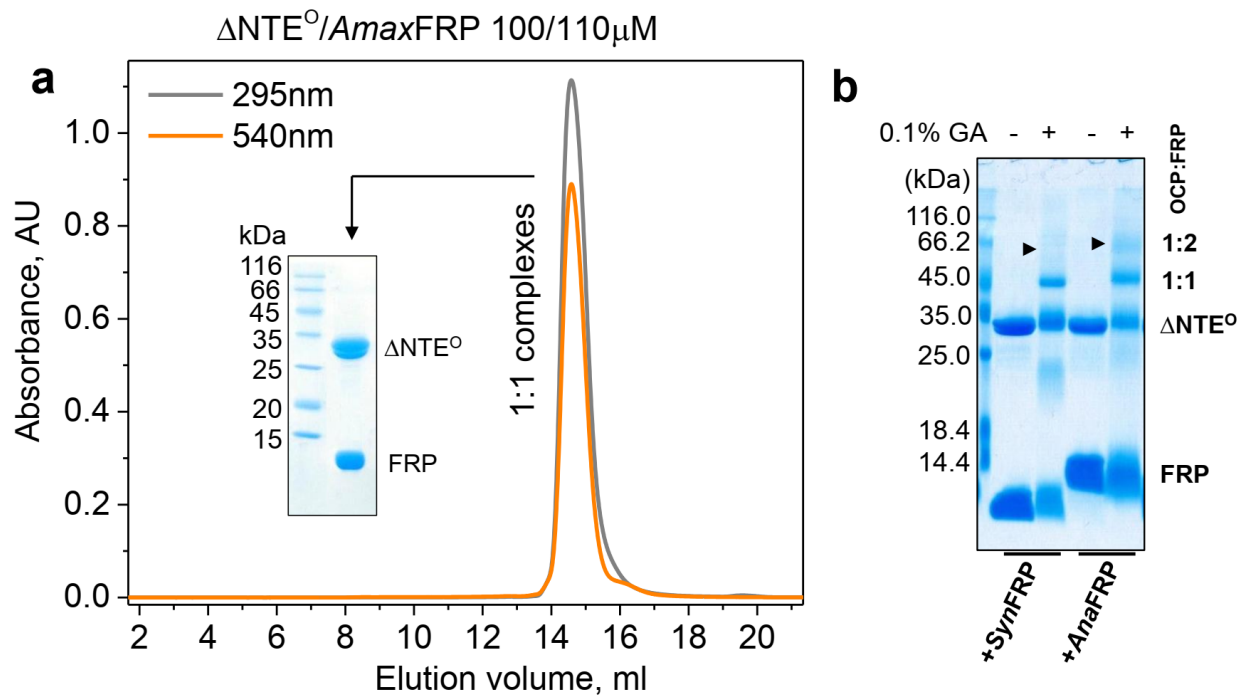 ΔNTE^O/AmaxFRP 100/110μM
a
295nm
540nm
Absorbance, AU
1.0
0.8
0.6
0.4
0.2
0.0
2 4 6 8 10 12 14 16 18 20
Elution volume, ml
1:1 complexes
kDa
116
66
45
35
25
20
15
ΔNTE^O
FRP
b
0.1% GA - + - +
(kDa)
116.0
66.2
45.0
35.0
25.0
18.4
14.4
OCP:FRP
1:2
1:1
ΔNTE^O
FRP
+SynFRP
+AnaFRP